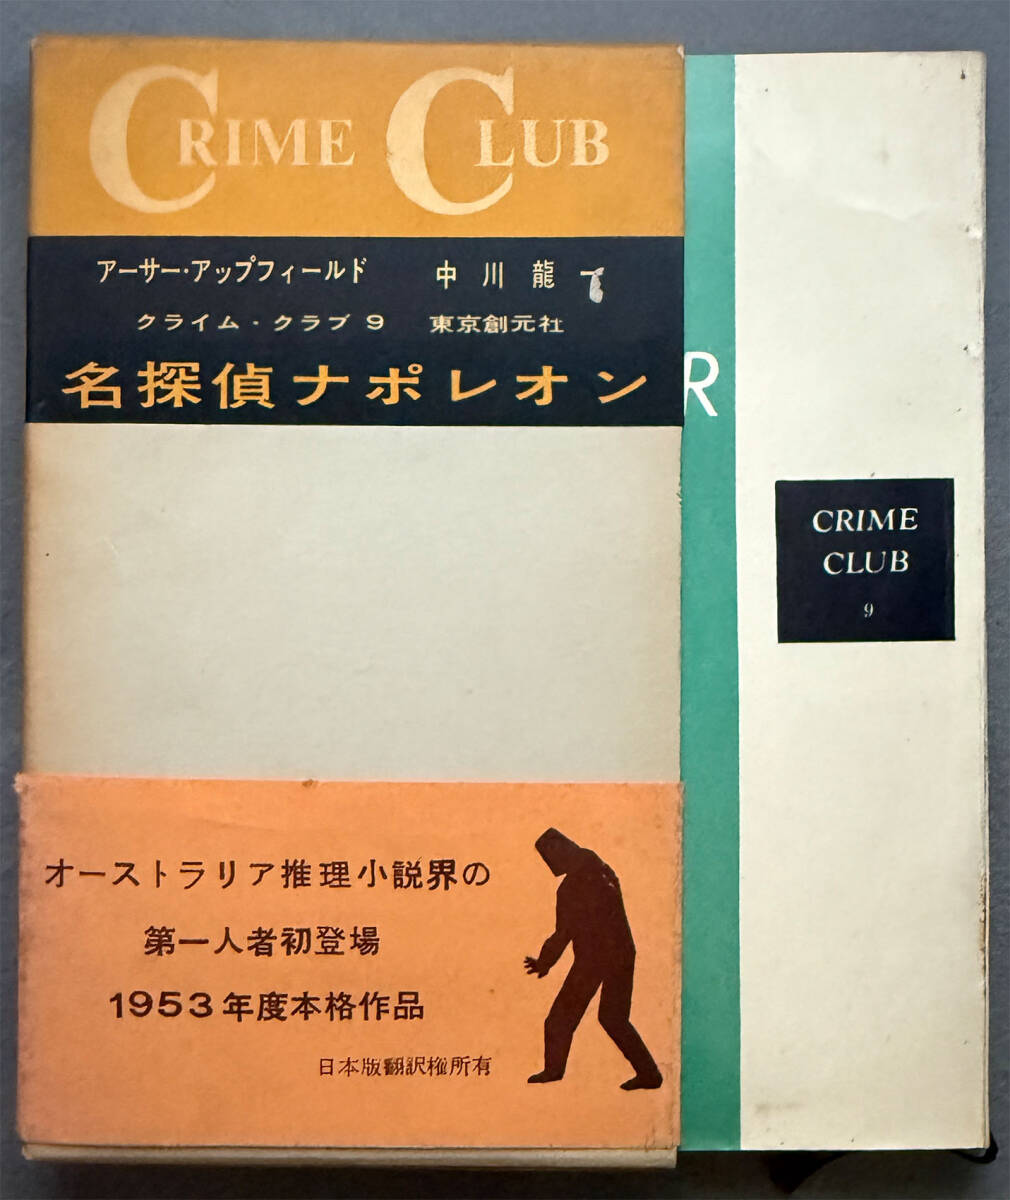 CRIME CLUB
アーサー・アップフィールド 中川龍一
クライム・クラブ 9 東京創元社
名探偵ナポレオン
オーストラリア推理小説界の
第一人者初登場
1953年度本格作品
日本版翻訳権所有
R
CRIME
CLUB
9